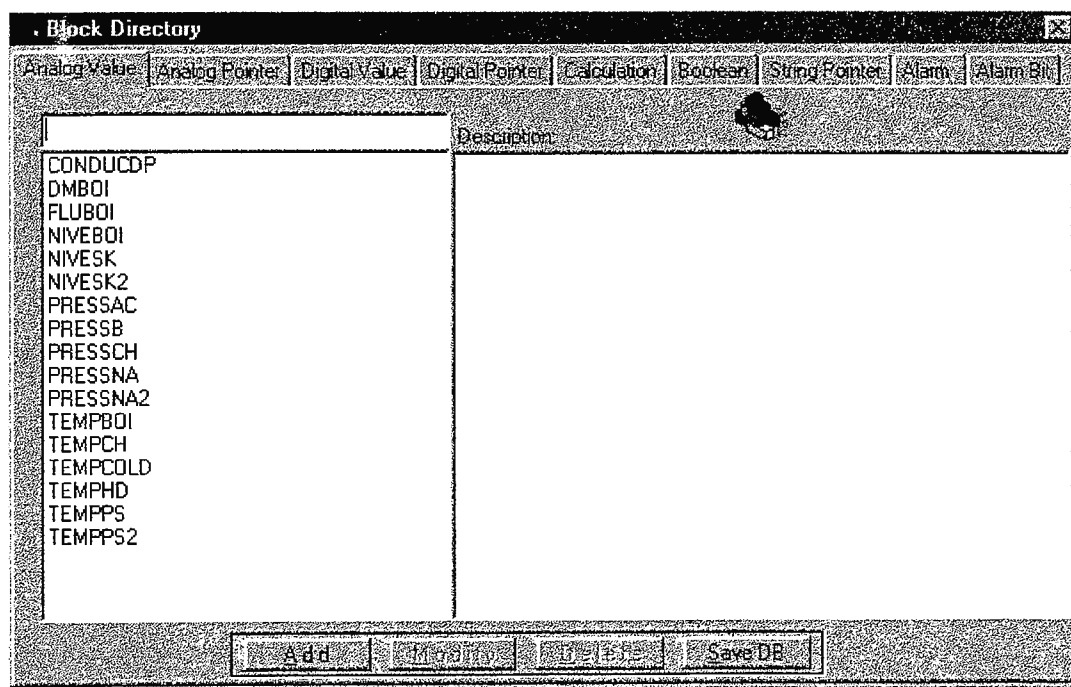 Block Directory
Analog Value Analog Pointer Digital Value Digital Pointer Calculation Boolean String Pointer Alarm Alarm Bit
Description:
CONDUCDP
DMBOI
FLUBOI
NIVEBOI
NIVESK
NIVESK2
PRESSAC
PRESSB
PRESSCH
PRESSNA
PRESSNA2
TEMPBOI
TEMPCH
TEMPCOLD
TEMPHD
TEMPPS
TEMPPS2
Add Modify Delete Save DB